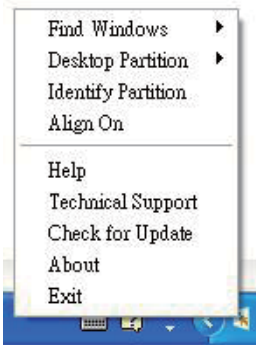 Find Windows
Desktop Partition
Identify Partition
Align On
Help
Technical Support
Check for Update
About
Exit